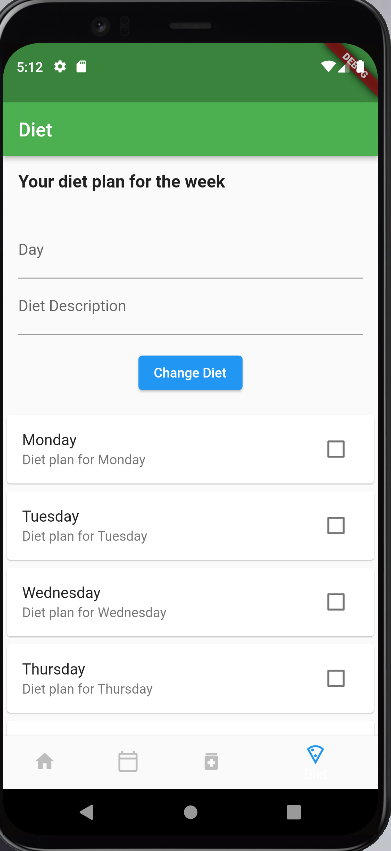 5:12
DEBUG
Diet
Your diet plan for the week
Day
Diet Description
Change Diet
Monday
Diet plan for Monday
Tuesday
Diet plan for Tuesday
Wednesday
Diet plan for Wednesday
Thursday
Diet plan for Thursday